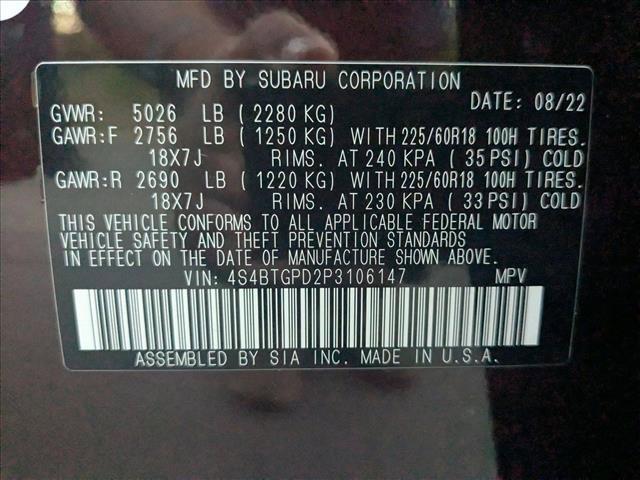 MFD BY SUBARU CORPORATION
DATE: 08/22
GVWR: 5026 LB ( 2280 KG)
GAWR:F 2756 LB ( 1250 KG) WITH 225/60R18 100H TIRES.
18X7J RIMS. AT 240 KPA ( 35 PSI) COLD
GAWR:R 2690 LB ( 1220 KG) WITH 225/60R18 100H TIRES.
18X7J RIMS. AT 230 KPA ( 33 PSI) COLD
THIS VEHICLE CONFORMS TO ALL APPLICABLE FEDERAL MOTOR
VEHICLE SAFETY AND THEFT PREVENTION STANDARDS
IN EFFECT ON THE DATE OF MANUFACTURE SHOWN ABOVE.
VIN: 4S4BTGPD2P3106147 MPV
ASSEMBLED BY SIA INC. MADE IN U.S.A.